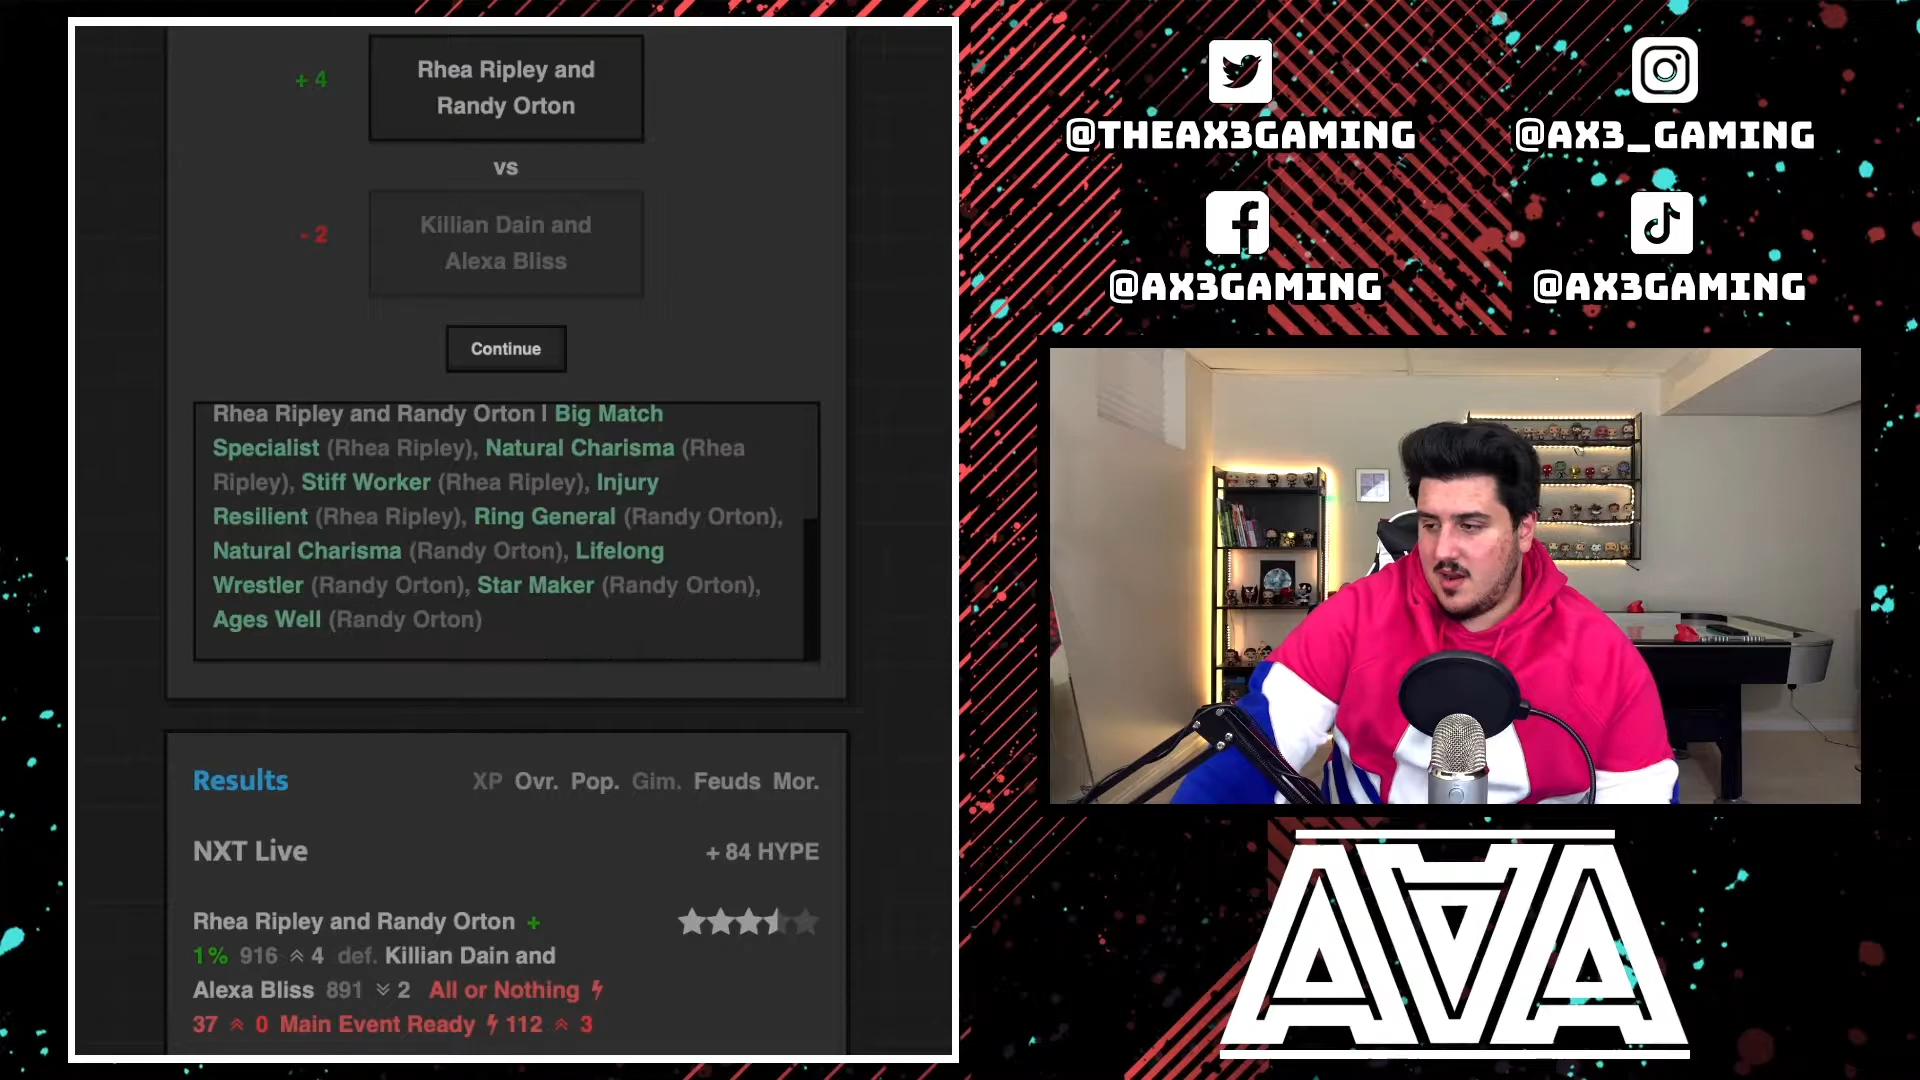 + 4
Rhea Ripley and
Randy Orton
vs
- 2
Killian Dain and
Alexa Bliss
Continue
Rhea Ripley and Randy Orton | Big Match
Specialist (Rhea Ripley), Natural Charisma (Rhea
Ripley), Stiff Worker (Rhea Ripley), Injury
Resilient (Rhea Ripley), Ring General (Randy Orton),
Natural Charisma (Randy Orton), Lifelong
Wrestler (Randy Orton), Star Maker (Randy Orton),
Ages Well (Randy Orton)
Results XP Ovr. Pop. Gim. Feuds Mor.
NXT Live + 84 HYPE
Rhea Ripley and Randy Orton +
1% 916 4 def. Killian Dain and
Alexa Bliss 891 2 All or Nothing
37 0 Main Event Ready 112 3
@THEAX3GAMING
@AX3_GAMING
@AX3GAMING
@AX3GAMING